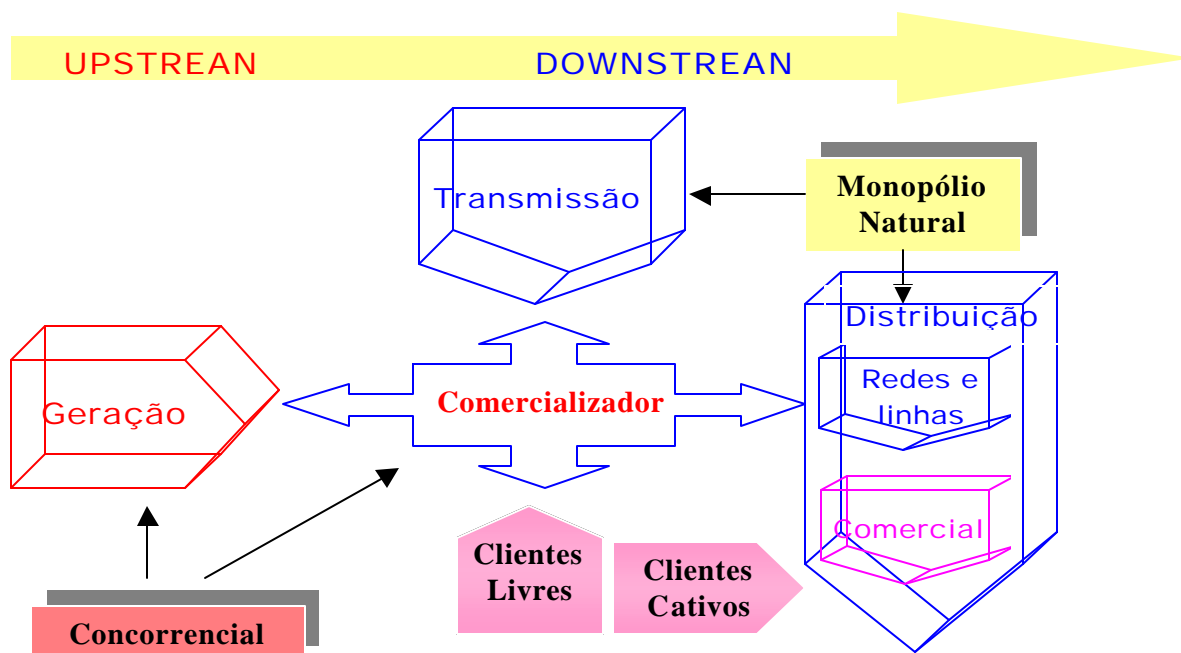 UPSTREAN
DOWNSTREAN
Transmissão
Monopólio
Natural
Distribuição
Redes e
linhas
Comercializador
Geração
Comercial
Clientes
Livres
Clientes
Cativos
Concorrencial